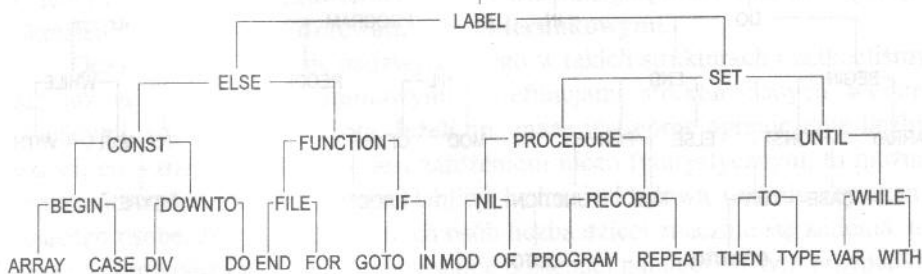 LABEL
ELSE SET
CONST FUNCTION PROCEDURE UNTIL
BEGIN DOWNTO FILE IF NIL RECORD TO WHILE
ARRAY CASE DIV DO END FOR GOTO IN MOD OF PROGRAM REPEAT THEN TYPE VAR WITH